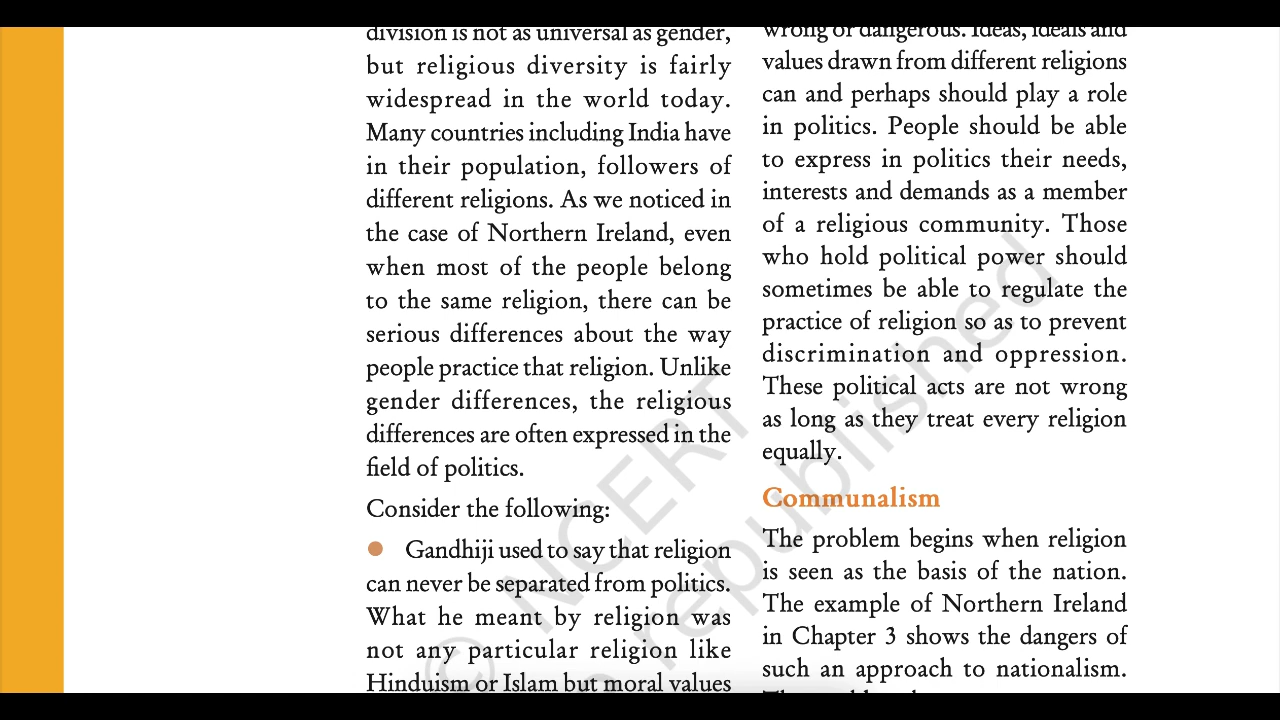 division is not as universal as gender,
but religious diversity is fairly
widespread in the world today.
Many countries including India have
in their population, followers of
different religions. As we noticed in
the case of Northern Ireland, even
when most of the people belong
to the same religion, there can be
serious differences about the way
people practice that religion. Unlike
gender differences, the religious
differences are often expressed in the
field of politics.
Consider the following:
● Gandhiji used to say that religion
can never be separated from politics.
What he meant by religion was
not any particular religion like
Hinduism or Islam but moral values
wrong or dangerous. Ideas, ideals and
values drawn from different religions
can and perhaps should play a role
in politics. People should be able
to express in politics their needs,
interests and demands as a member
of a religious community. Those
who hold political power should
sometimes be able to regulate the
practice of religion so as to prevent
discrimination and oppression.
These political acts are not wrong
as long as they treat every religion
equally.
Communalism
The problem begins when religion
is seen as the basis of the nation.
The example of Northern Ireland
in Chapter 3 shows the dangers of
such an approach to nationalism.
© NCERT
republished